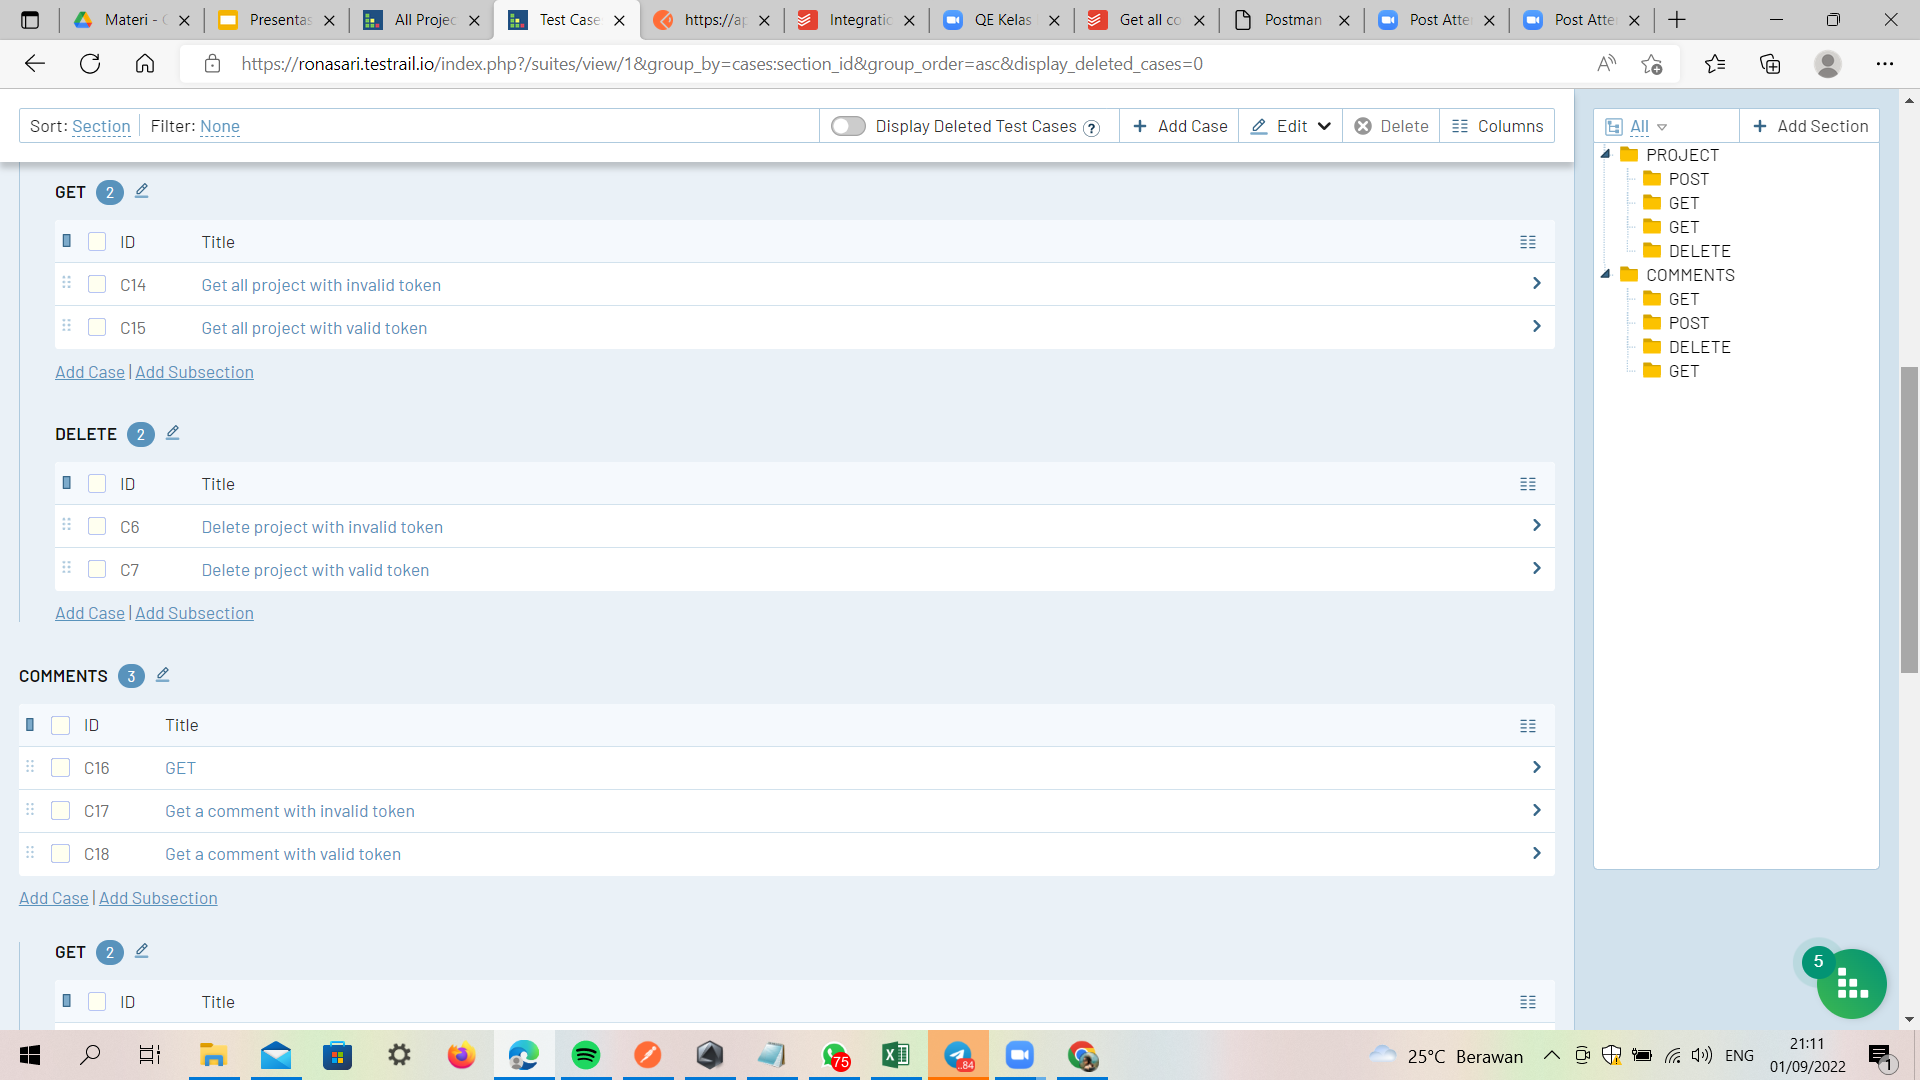 Materi - G
Presentas
All Projec
Test Case
https://ap
Integratio
QE Kelas
Get all co
Postman
Post Atte
Post Atte
https://ronasari.testrail.io/index.php?/suites/view/1&group_by=cases:section_id&group_order=asc&display_deleted_cases=0
Sort: Section Filter: None
Display Deleted Test Cases ?
+ Add Case
Edit
Delete
Columns
All
+ Add Section
PROJECT
POST
GET
GET
DELETE
COMMENTS
GET
POST
DELETE
GET
GET 2
ID Title
C14 Get all project with invalid token
C15 Get all project with valid token
Add Case | Add Subsection
DELETE 2
ID Title
C6 Delete project with invalid token
C7 Delete project with valid token
Add Case | Add Subsection
COMMENTS 3
ID Title
C16 GET
C17 Get a comment with invalid token
C18 Get a comment with valid token
Add Case | Add Subsection
GET 2
ID Title
5
75
..84
25°C Berawan
ENG
21:11
01/09/2022
1